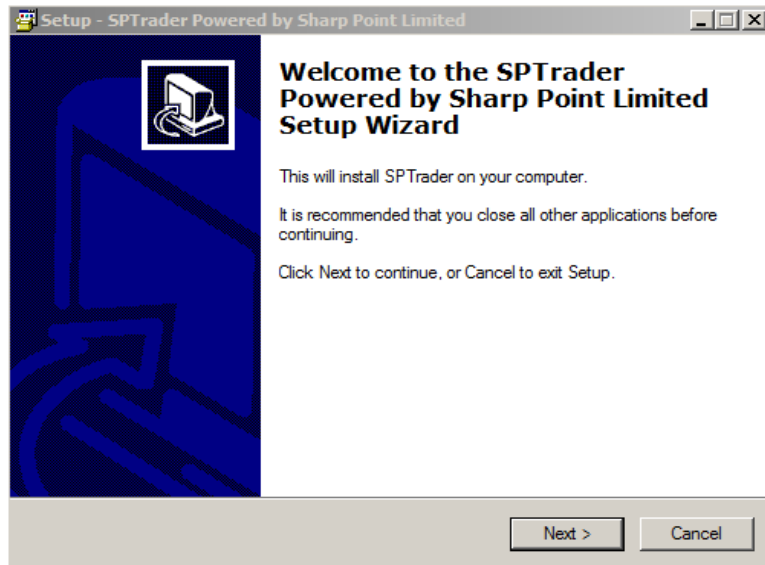 Setup - SPTrader Powered by Sharp Point Limited
Welcome to the SPTrader
Powered by Sharp Point Limited
Setup Wizard
This will install SPTrader on your computer.
It is recommended that you close all other applications before
continuing.
Click Next to continue, or Cancel to exit Setup.
Next >
Cancel